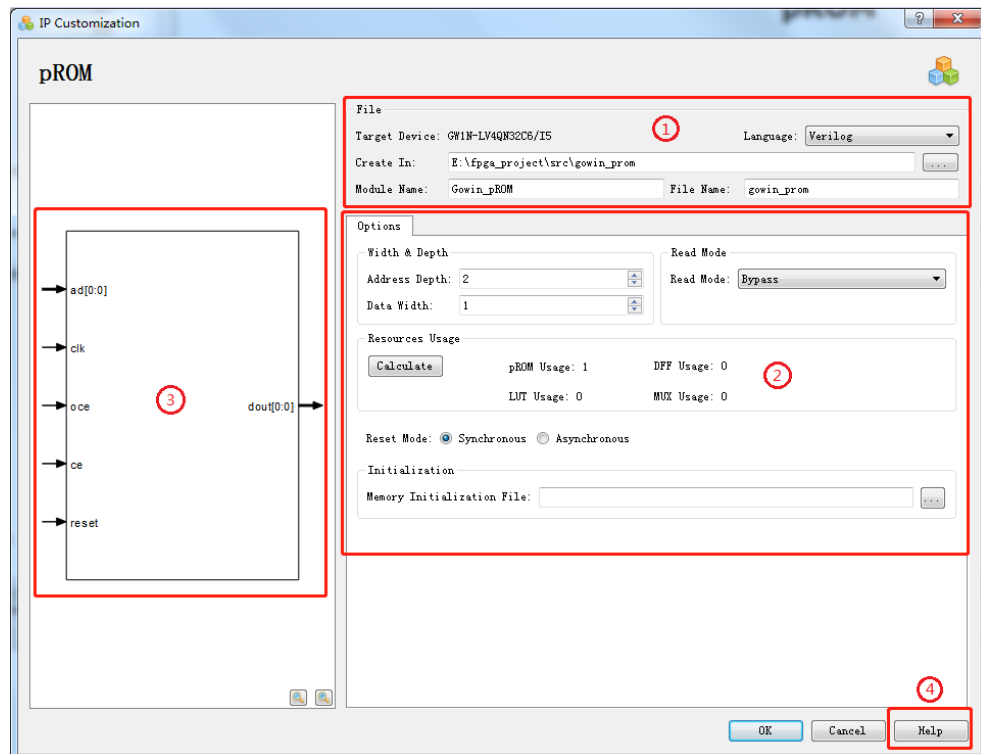 IP Customization
pROM
File
Target Device: GW1N-LV4QN32C6/I5
①
Language: Verilog
Create In: E:\fpga_project\src\gowin_prom ...
Module Name: Gowin_pROM File Name: gowin_prom
Options
Width & Depth
Read Mode
Address Depth: 2
Read Mode: Bypass
Data Width: 1
Resources Usage
Calculate
pROM Usage: 1 DFF Usage: 0
②
LUT Usage: 0 MUX Usage: 0
Reset Mode: Synchronous Asynchronous
Initialization
Memory Initialization File: ...
ad[0:0]
clk
oce
③
dout[0:0]
ce
reset
④
OK Cancel Help